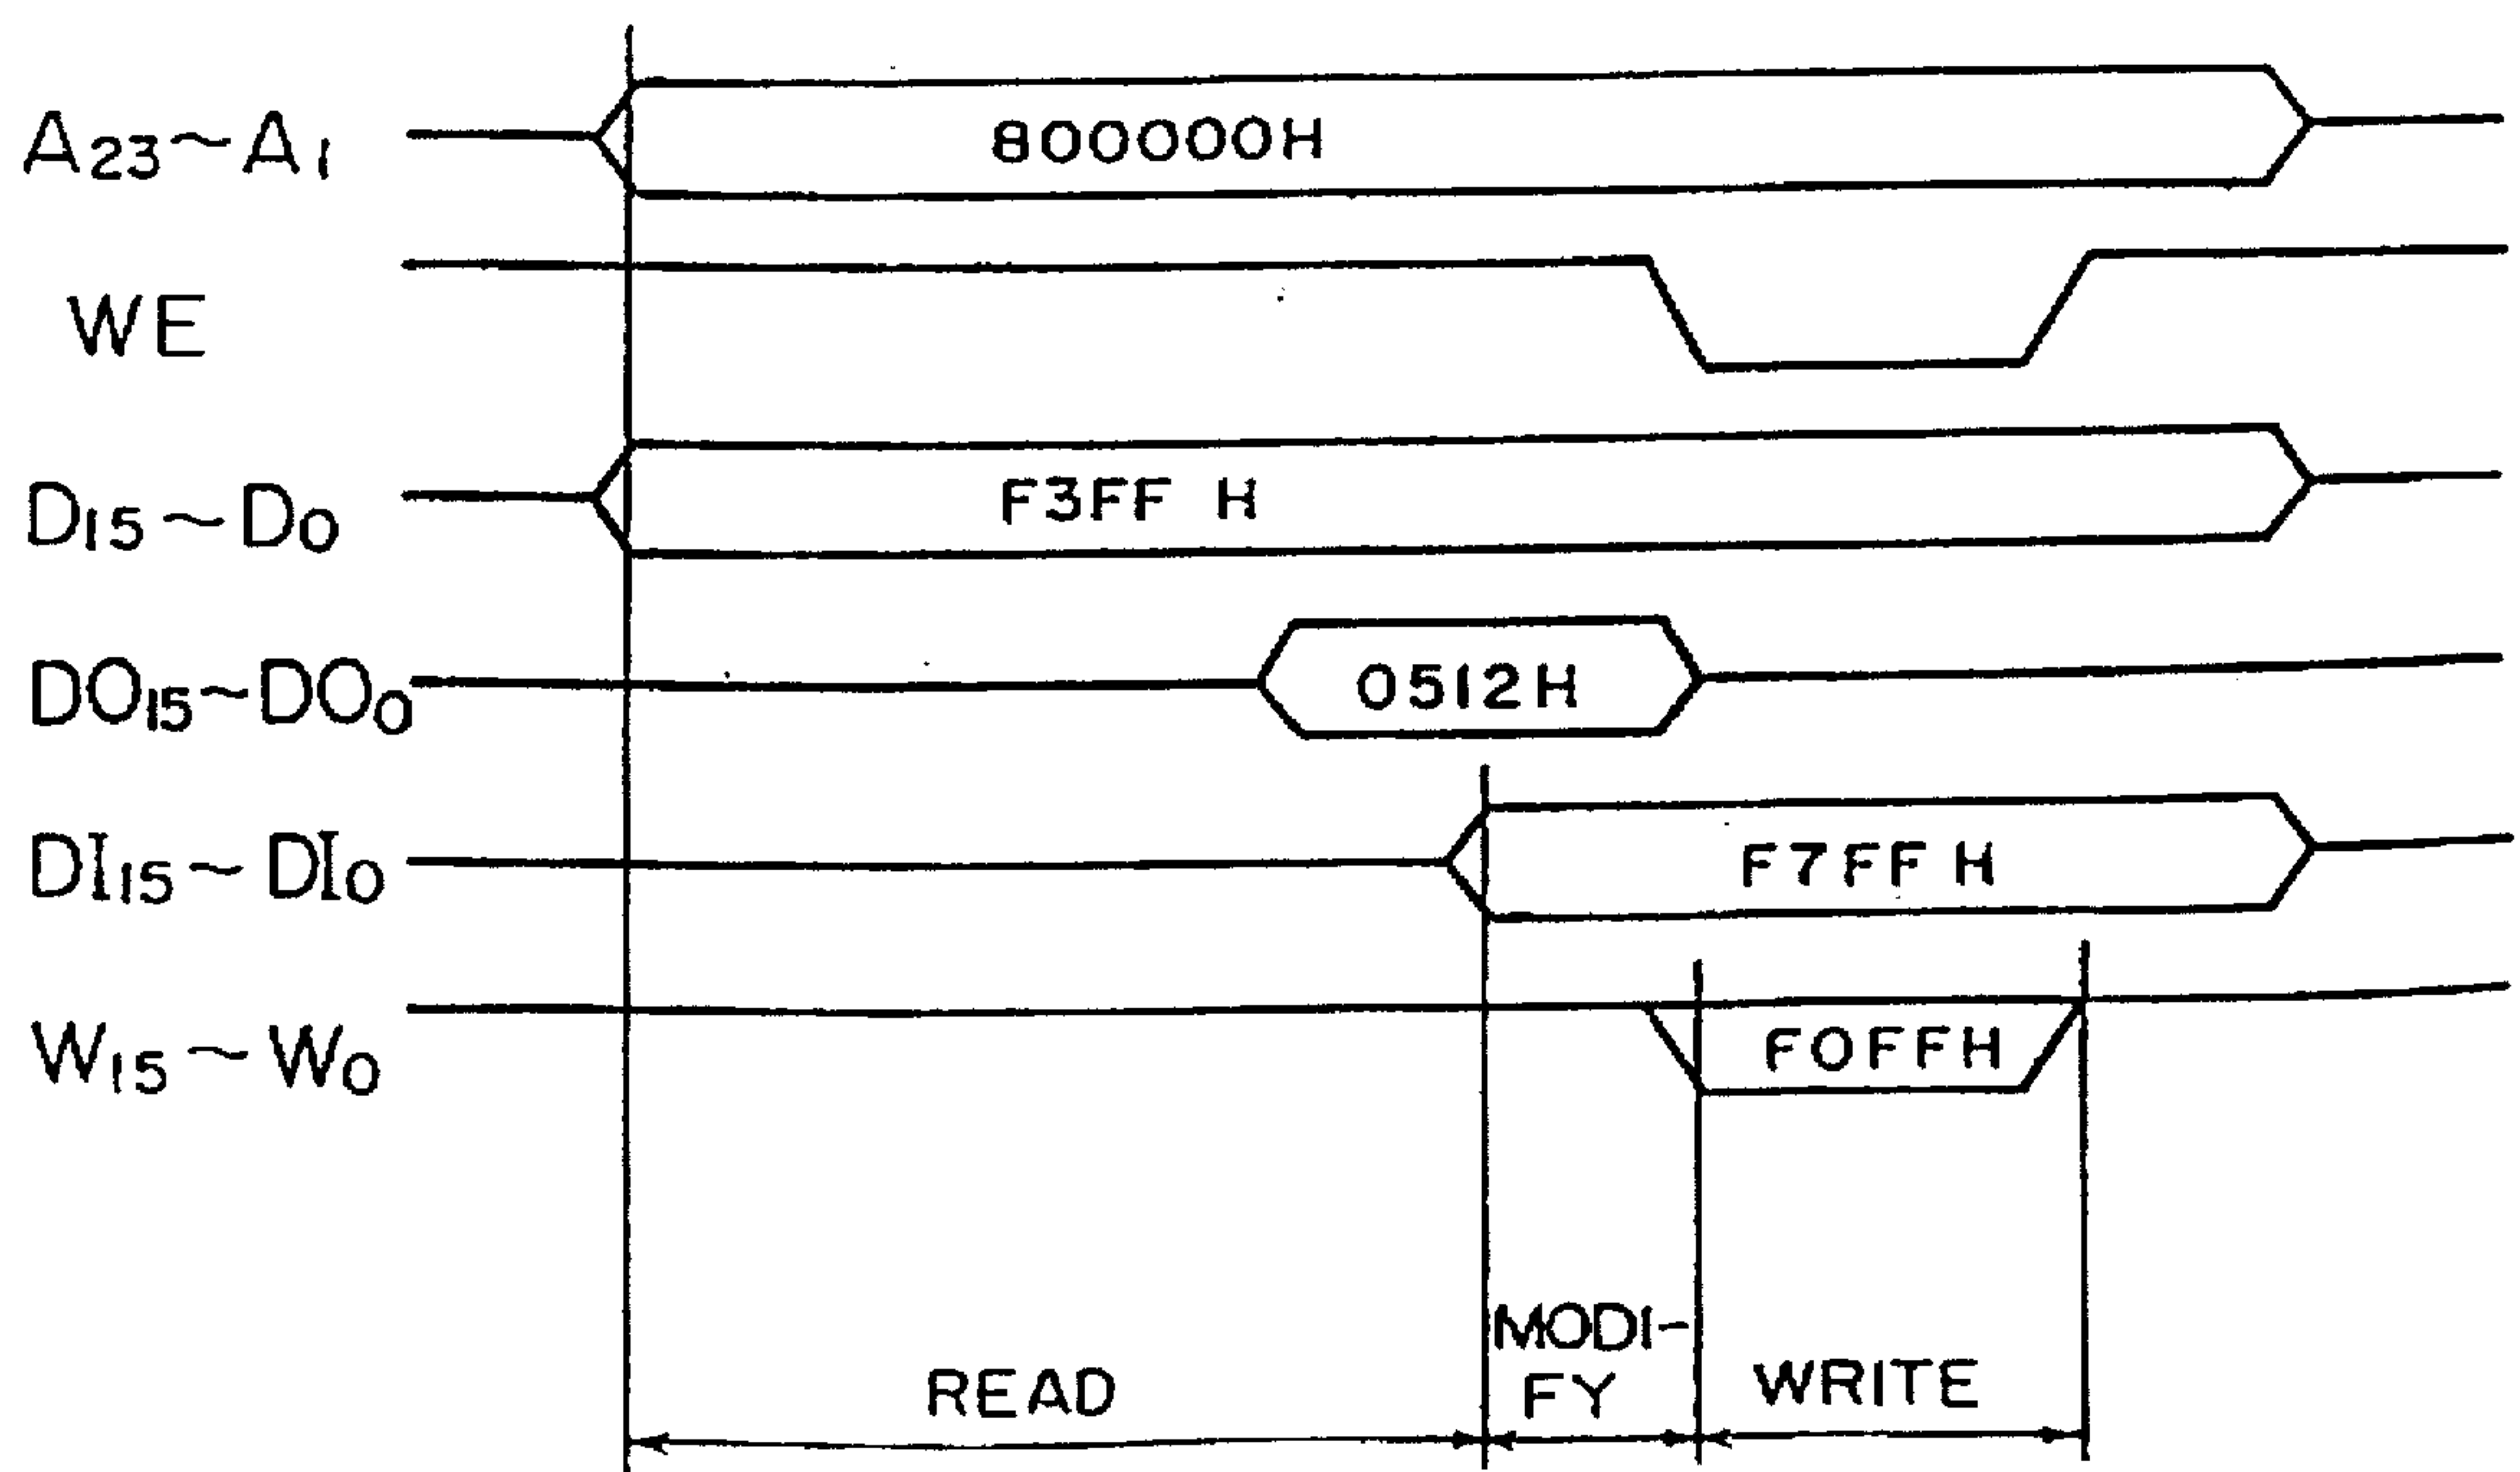 A23~A1 800000H
WE
D15~D0 F3FF H
DO15~DO0 0512H
DI15~DI0 F7FF H
W15~W0 F0FFH
READ MODI-
FY WRITE